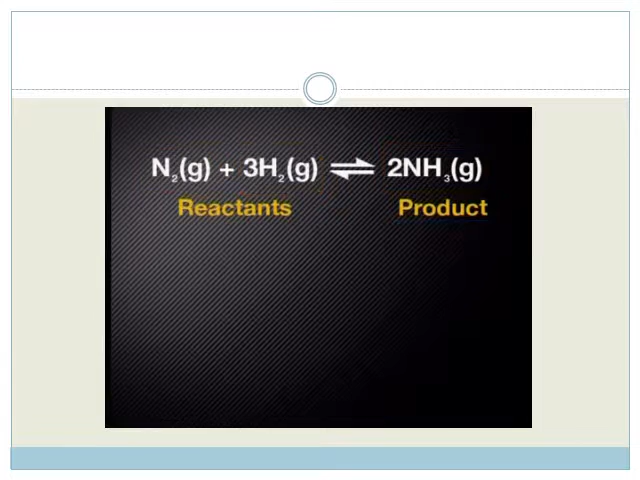 N₂(g) + 3H₂(g) ⇌ 2NH₃(g)
Reactants Product